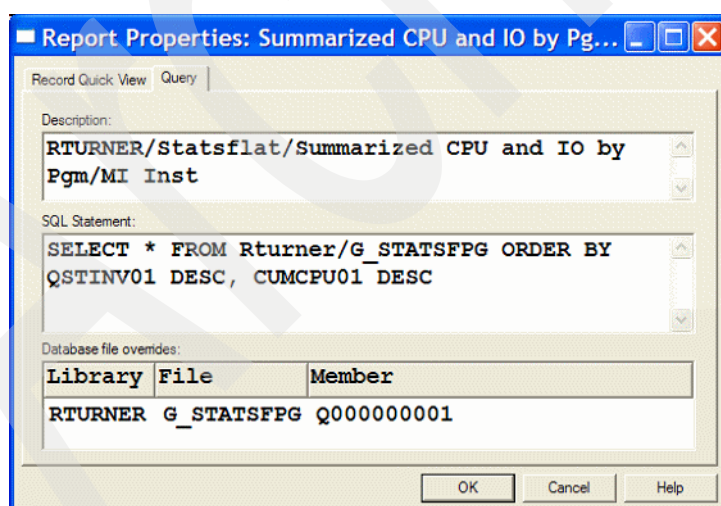 Report Properties: Summarized CPU and IO by Pg...
Record Quick View Query
Description:
RTURNER/Statsflat/Summarized CPU and IO by
Pgm/MI Inst
SQL Statement:
SELECT * FROM Rturner/G_STATSFPG ORDER BY
QSTINV01 DESC, CUMCPU01 DESC
Database file overrides:
Library File Member
RTURNER G_STATSFPG Q000000001
OK Cancel Help